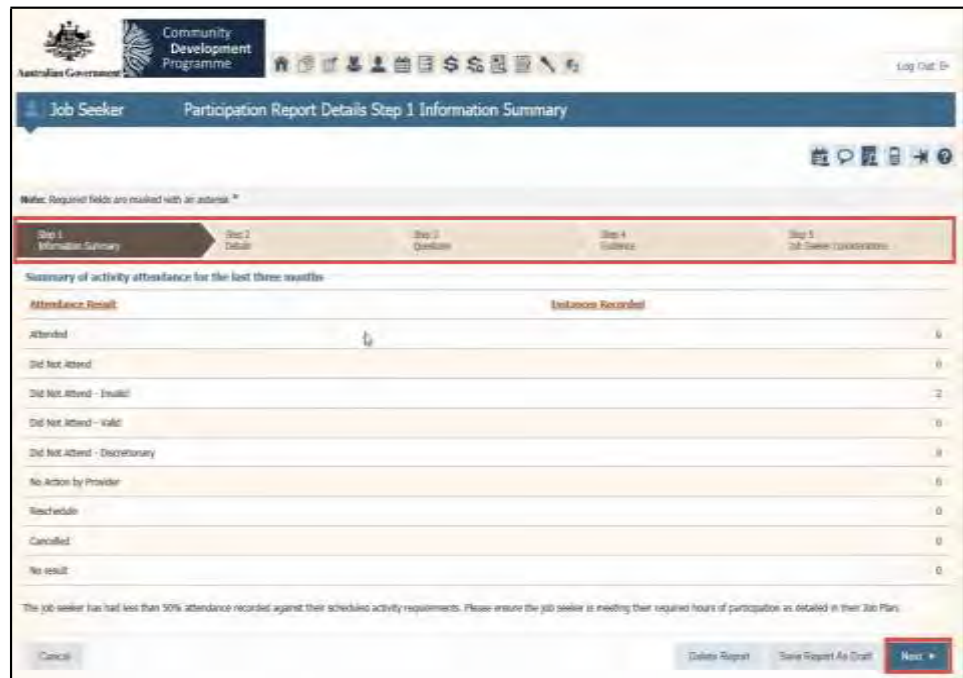 Community
Development
Programme
Australian Government
Log Out
Job Seeker Participation Report Details Step 1 Information Summary
Note: Required fields are marked with an asterisk *
Step 1 Step 2 Step 3 Step 4 Step 5
Information Summary Details Questions Evidence Job Seeker Considerations
Summary of activity attendance for the last three months
Attendance Result Instances Recorded
Attended 0
Did Not Attend 0
Did Not Attend - Invalid 2
Did Not Attend - Valid 0
Did Not Attend - Discretionary 0
No Action by Provider 0
Reschedule 0
Cancelled 0
No result 0
The job seeker has had less than 50% attendance recorded against their scheduled activity requirements. Please ensure the job seeker is meeting their required hours of participation as detailed in their Job Plan.
Cancel Delete Report Save Report As Draft Next